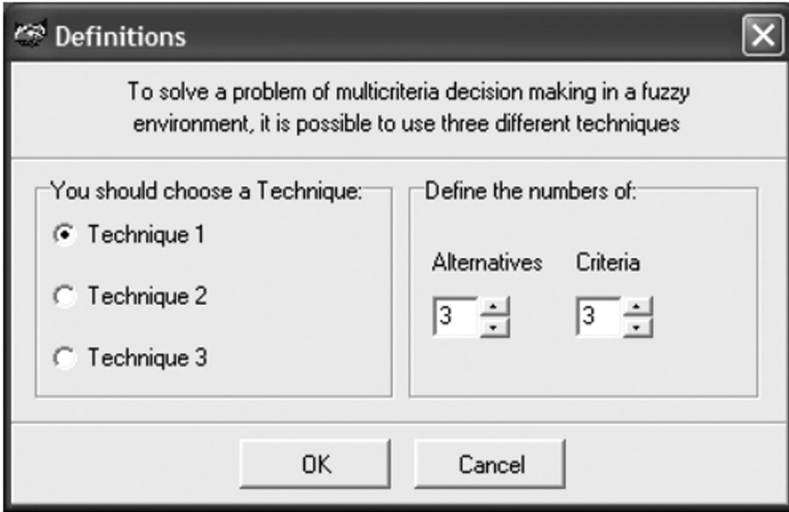 Definitions
To solve a problem of multicriteria decision making in a fuzzy
environment, it is possible to use three different techniques
You should choose a Technique:
Technique 1
Technique 2
Technique 3
Define the numbers of:
Alternatives Criteria
3 3
OK Cancel